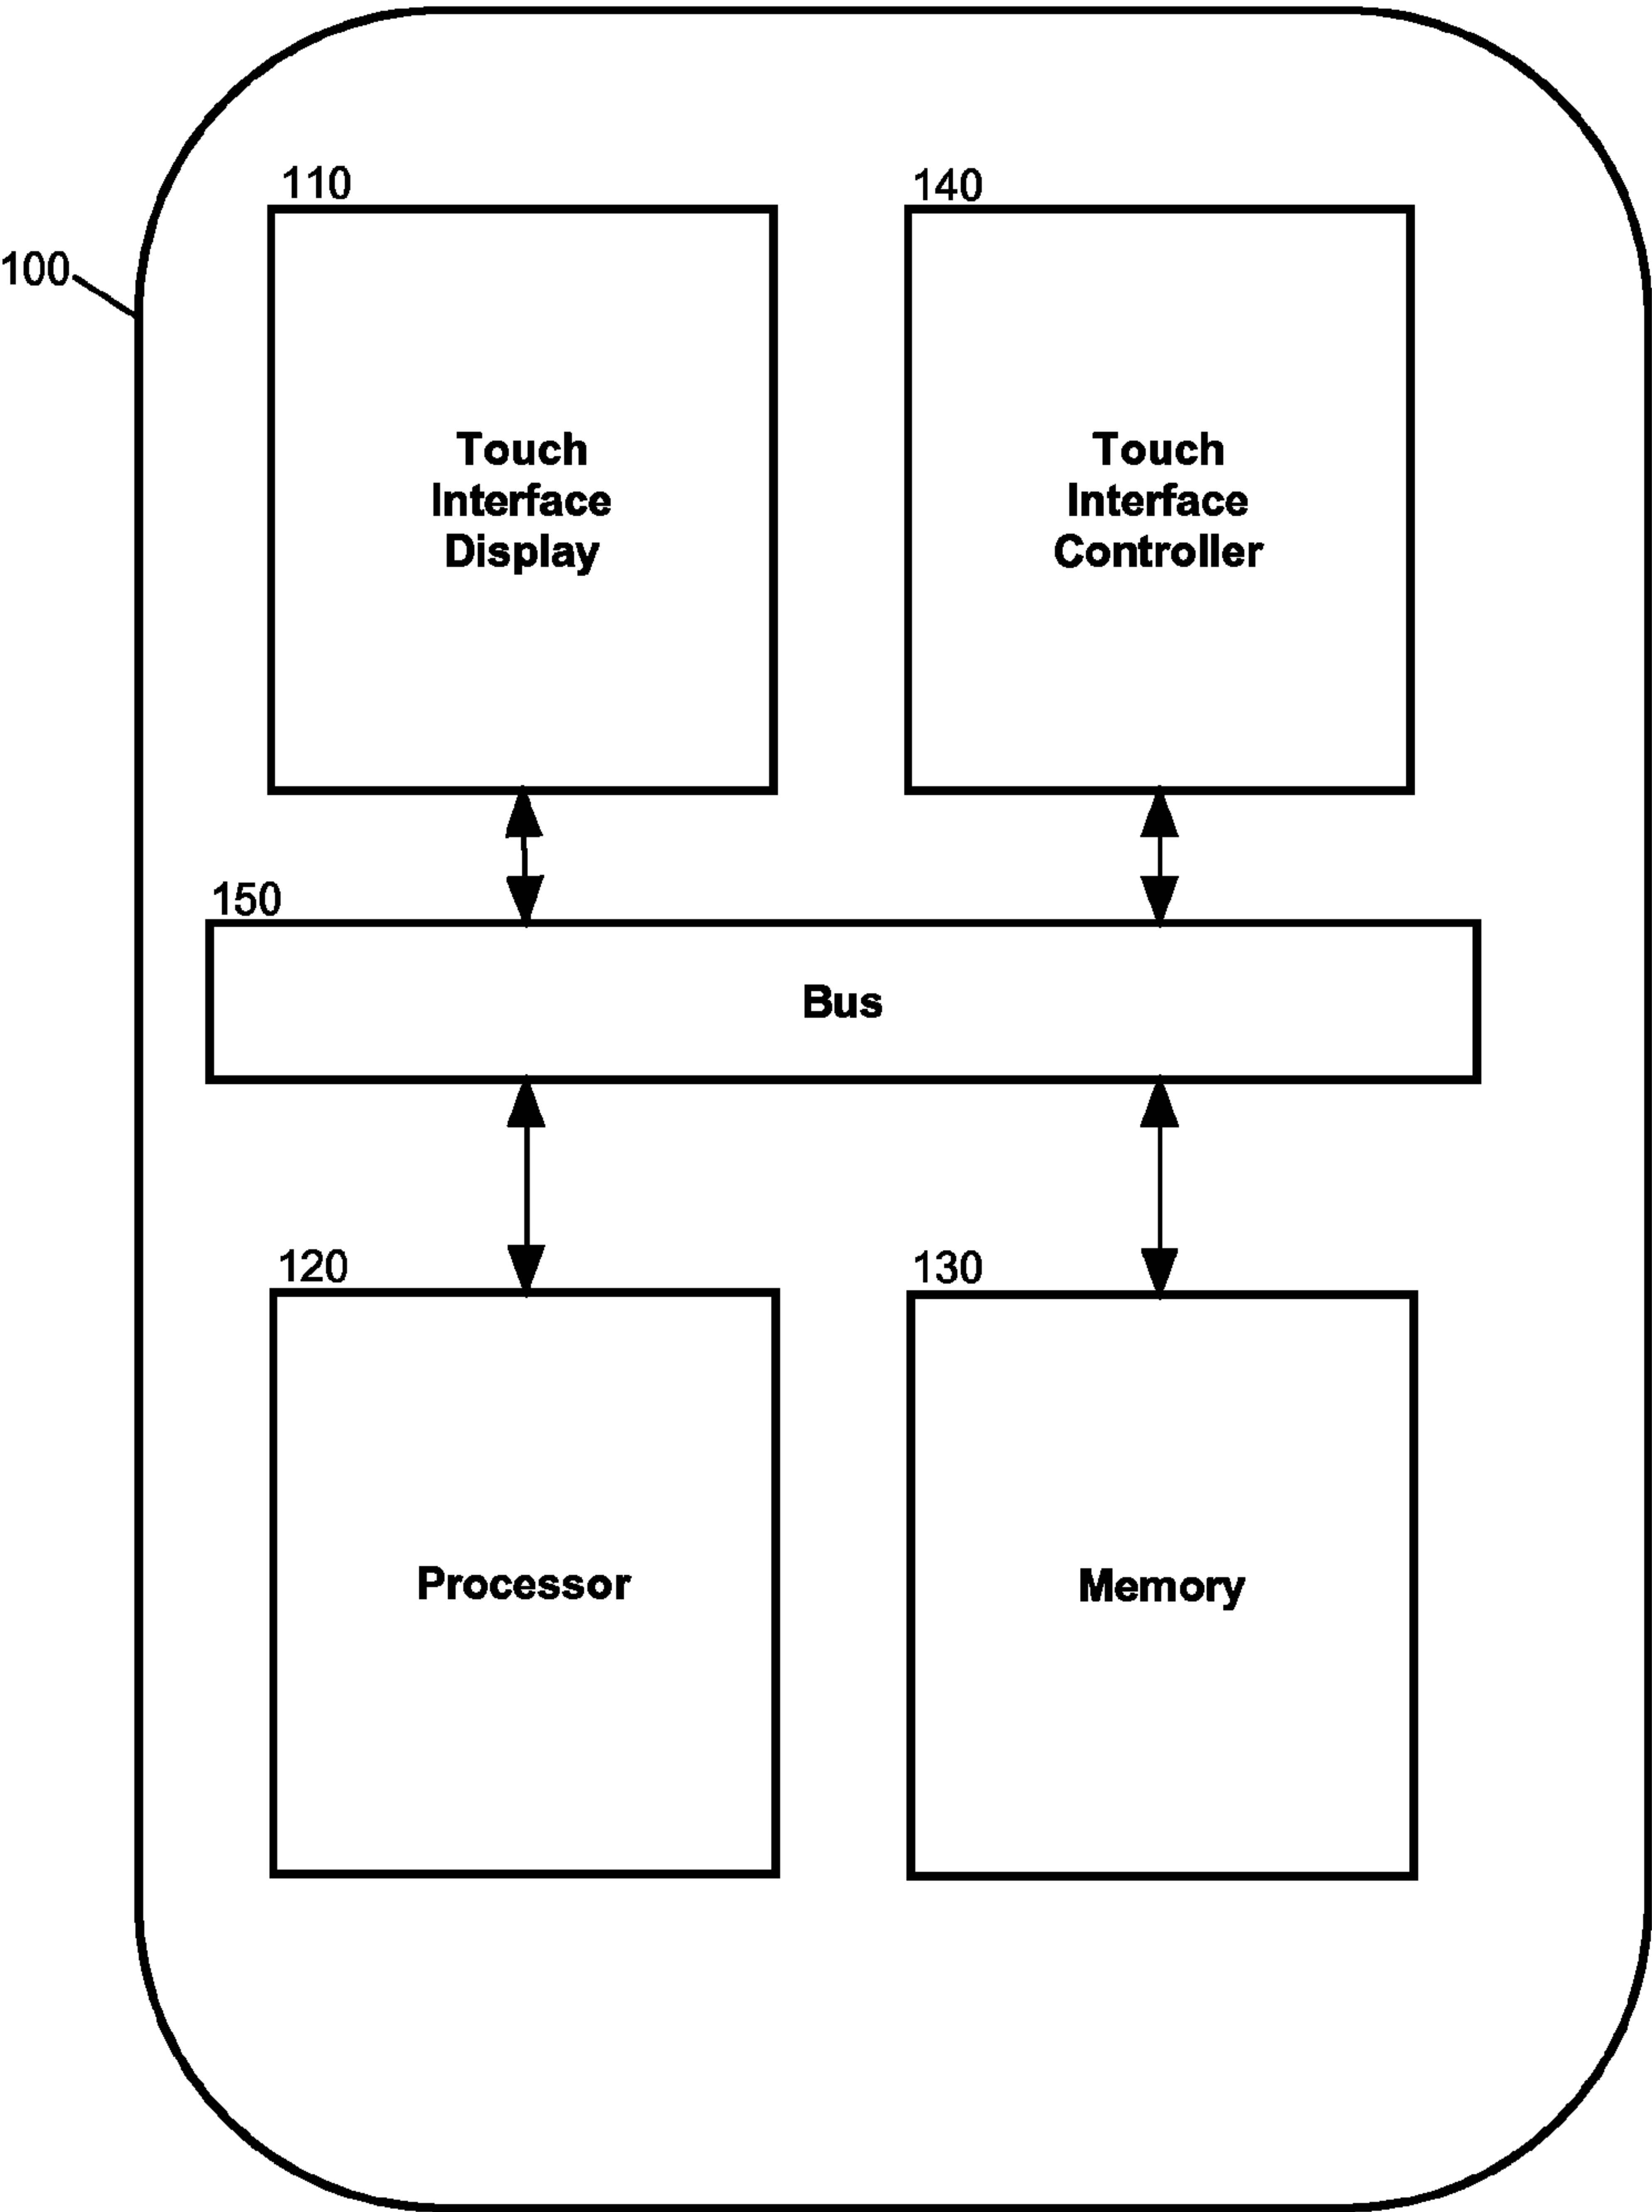 110
140
100
Touch
Interface
Display
Touch
Interface
Controller
150
Bus
120
130
Processor
Memory